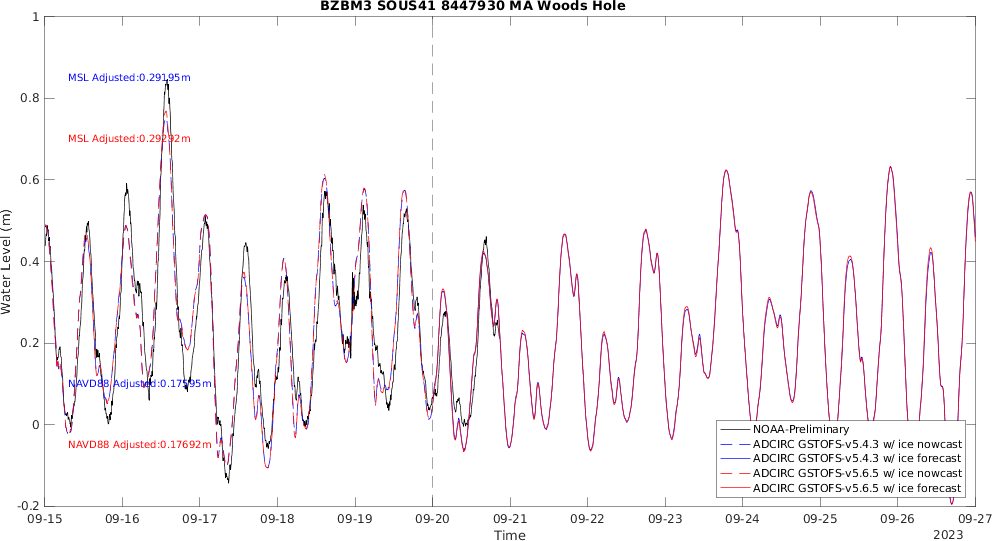 BZBM3 SOUS41 8447930 MA Woods Hole
1
0.8
0.6
0.4
0.2
0
-0.2
Water Level (m)
MSL Adjusted:0.29195m
MSL Adjusted:0.29292m
NAVD88 Adjusted:0.17595m
NAVD88 Adjusted:0.17692m
NOAA-Preliminary
ADCIRC GSTOFS-v5.4.3 w/ ice nowcast
ADCIRC GSTOFS-v5.4.3 w/ ice forecast
ADCIRC GSTOFS-v5.6.5 w/ ice nowcast
ADCIRC GSTOFS-v5.6.5 w/ ice forecast
09-15 09-16 09-17 09-18 09-19 09-20 09-21 09-22 09-23 09-24 09-25 09-26 09-27
Time
2023